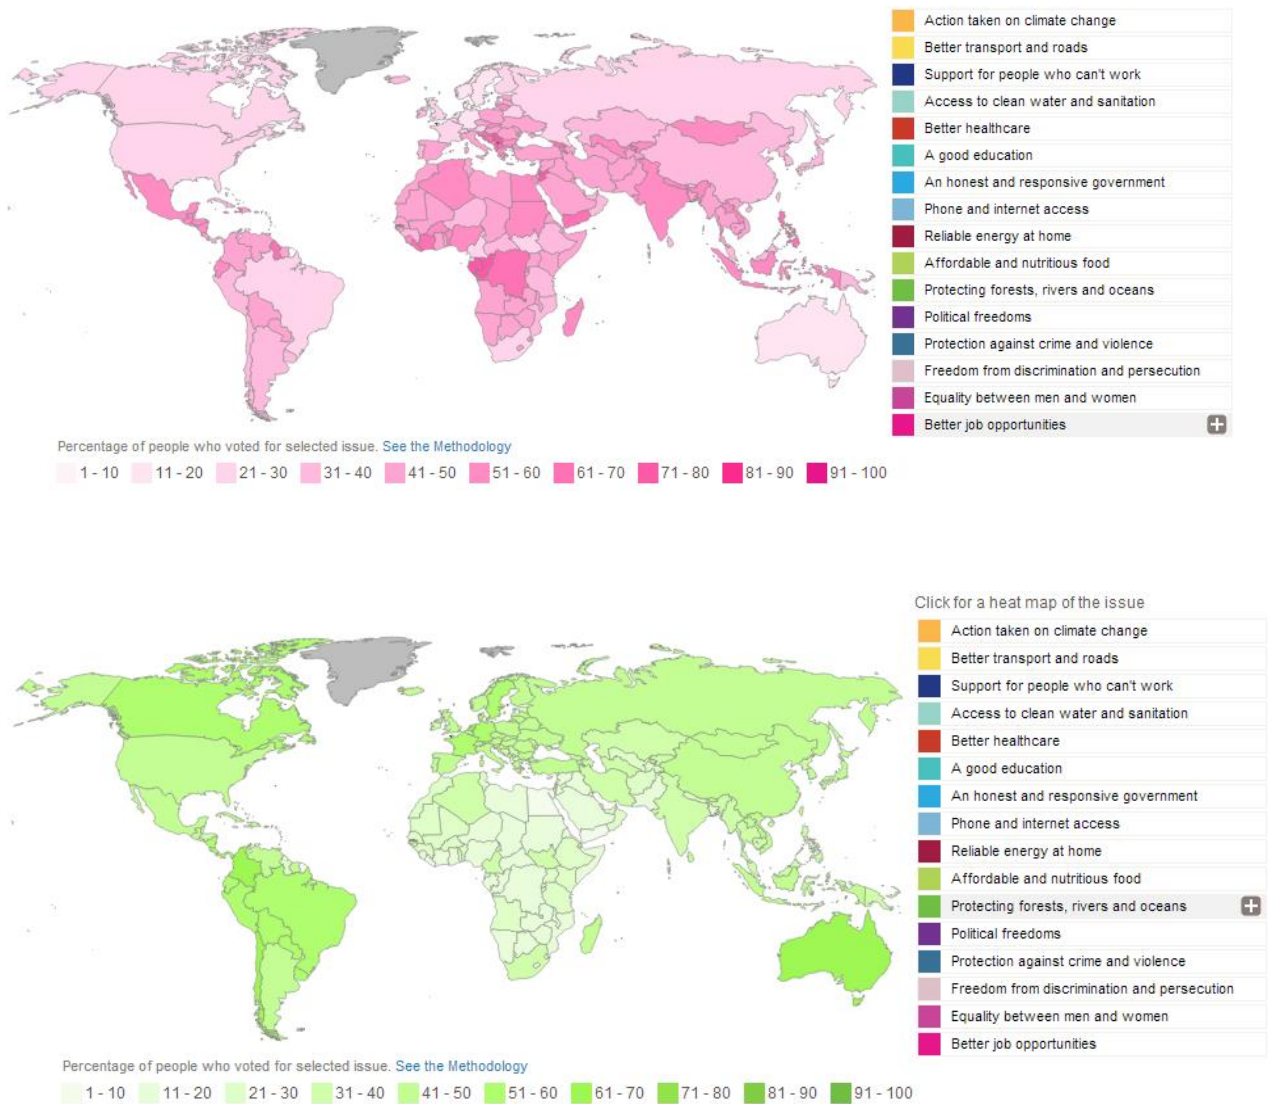 Action taken on climate change
Better transport and roads
Support for people who can't work
Access to clean water and sanitation
Better healthcare
A good education
An honest and responsive government
Phone and internet access
Reliable energy at home
Affordable and nutritious food
Protecting forests, rivers and oceans
Political freedoms
Protection against crime and violence
Freedom from discrimination and persecution
Equality between men and women
Better job opportunities
Percentage of people who voted for selected issue. See the Methodology
1 - 10 11 - 20 21 - 30 31 - 40 41 - 50 51 - 60 61 - 70 71 - 80 81 - 90 91 - 100
Click for a heat map of the issue
Action taken on climate change
Better transport and roads
Support for people who can't work
Access to clean water and sanitation
Better healthcare
A good education
An honest and responsive government
Phone and internet access
Reliable energy at home
Affordable and nutritious food
Protecting forests, rivers and oceans
Political freedoms
Protection against crime and violence
Freedom from discrimination and persecution
Equality between men and women
Better job opportunities
Percentage of people who voted for selected issue. See the Methodology
1 - 10 11 - 20 21 - 30 31 - 40 41 - 50 51 - 60 61 - 70 71 - 80 81 - 90 91 - 100